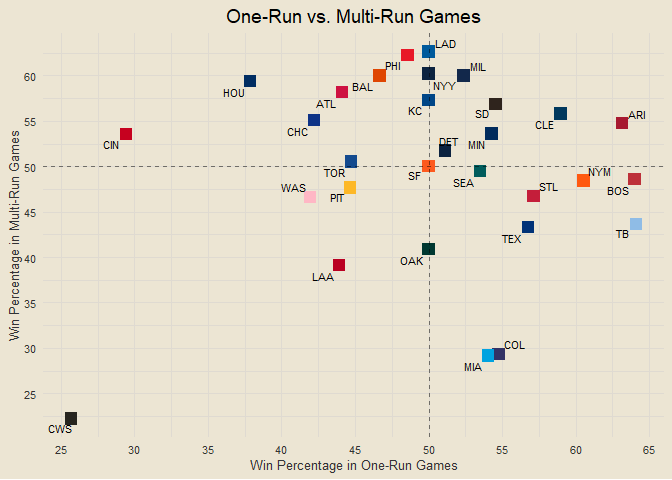 One-Run vs. Multi-Run Games
LAD
PHI
MIL
60
BAL
NYY
HOU
ATL
KC
SD
55
ARI
CLE
CHC
CIN
DET
MIN
50
TOR
SF
SEA
NYM
WAS
STL
BOS
PIT
45
TEX
TB
40
OAK
LAA
35
30
COL
MIA
25
CWS
25
30
35
40
45
50
55
60
65
Win Percentage in One-Run Games
Win Percentage in Multi-Run Games